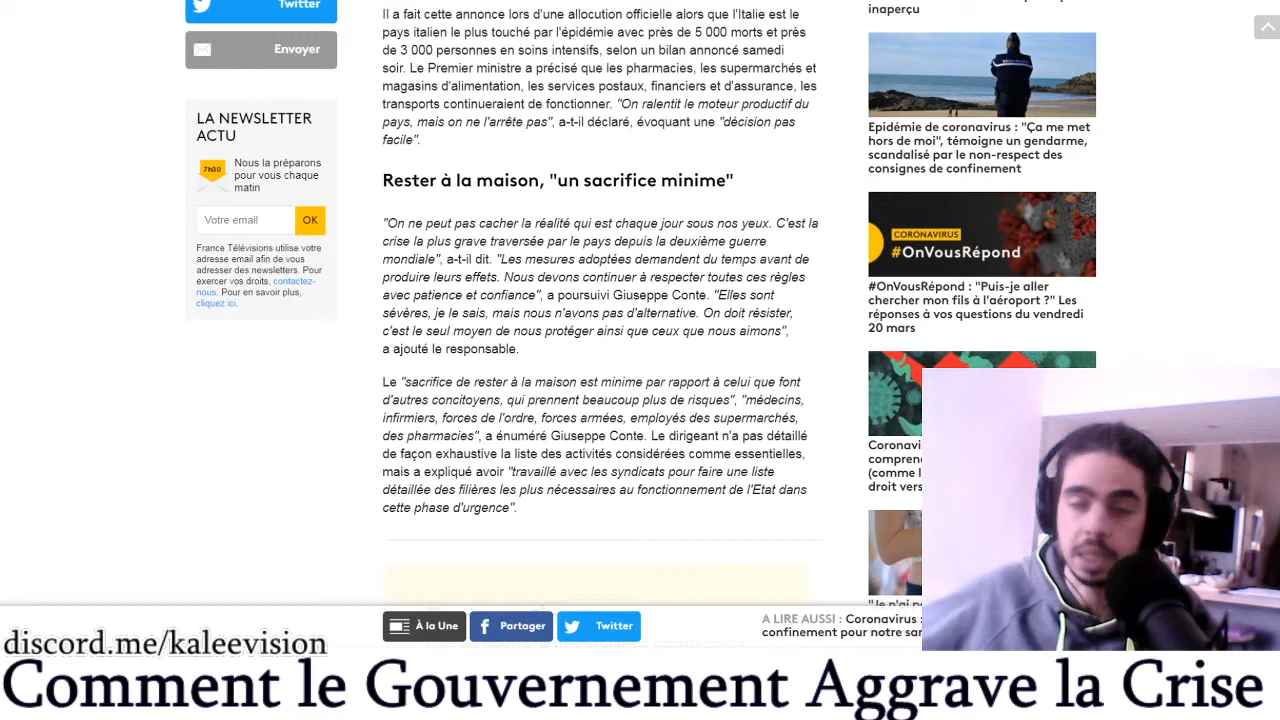 Twitter
Envoyer
LA NEWSLETTER
ACTU
7h30
Nous la préparons
pour vous chaque
matin
Votre email
OK
France Télévisions utilise votre
adresse email afin de vous
adresser des newsletters. Pour
exercer vos droits, contactez-
nous. Pour en savoir plus,
cliquez ici.
Il a fait cette annonce lors d'une allocution officielle alors que l'Italie est le
pays italien le plus touché par l'épidémie avec près de 5 000 morts et près
de 3 000 personnes en soins intensifs, selon un bilan annoncé samedi
soir. Le Premier ministre a précisé que les pharmacies, les supermarchés et
magasins d'alimentation, les services postaux, financiers et d'assurance, les
transports continueraient de fonctionner. "On ralentit le moteur productif du
pays, mais on ne l'arrête pas", a-t-il déclaré, évoquant une "décision pas
facile".
Rester à la maison, "un sacrifice minime"
"On ne peut pas cacher la réalité qui est chaque jour sous nos yeux. C'est la
crise la plus grave traversée par le pays depuis la deuxième guerre
mondiale", a-t-il dit. "Les mesures adoptées demandent du temps avant de
produire leurs effets. Nous devons continuer à respecter toutes ces règles
avec patience et confiance", a poursuivi Giuseppe Conte. "Elles sont
sévères, je le sais, mais nous n'avons pas d'alternative. On doit résister,
c'est le seul moyen de nous protéger ainsi que ceux que nous aimons",
a ajouté le responsable.
Le "sacrifice de rester à la maison est minime par rapport à celui que font
d'autres concitoyens, qui prennent beaucoup plus de risques", "médecins,
infirmiers, forces de l'ordre, forces armées, employés des supermarchés,
des pharmacies", a énuméré Giuseppe Conte. Le dirigeant n'a pas détaillé
de façon exhaustive la liste des activités considérées comme essentielles,
mais a expliqué avoir "travaillé avec les syndicats pour faire une liste
détaillée des filières les plus nécessaires au fonctionnement de l'Etat dans
cette phase d'urgence".
inaperçu
Epidémie de coronavirus : "Ça me met
hors de moi", témoigne un gendarme,
scandalisé par le non-respect des
consignes de confinement
CORONAVIRUS
#OnVousRépond
#OnVousRépond : "Puis-je aller
chercher mon fils à l'aéroport ?" Les
réponses à vos questions du vendredi
20 mars
Coronavi
compren
(comme l
droit vers
"Je n'ai p
À la Une
Partager
Twitter
A LIRE AUSSI : Coronavirus :
confinement pour notre san
discord.me/kaleevision
Comment le Gouvernement Aggrave la Crise